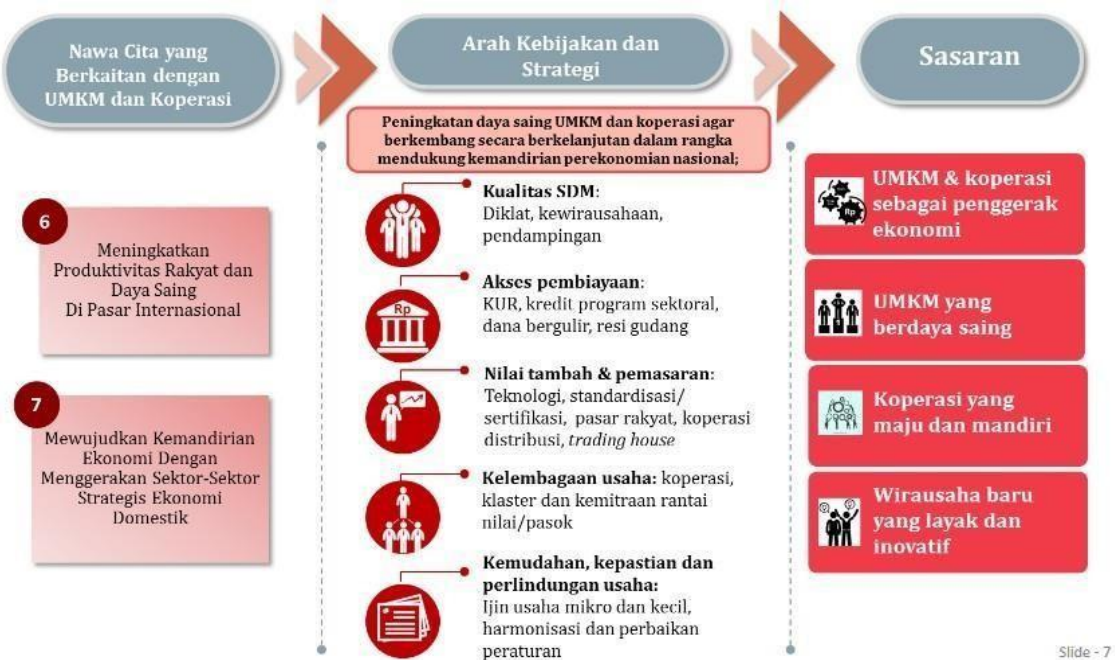 Nawa Cita yang
Berkaitan dengan
UMKM dan Koperasi
Arah Kebijakan dan
Strategi
Sasaran
Peningkatan daya saing UMKM dan koperasi agar
berkembang secara berkelanjutan dalam rangka
mendukung kemandirian perekonomian nasional;
6
Meningkatkan
Produktivitas Rakyat dan
Daya Saing
Di Pasar Internasional
7
Mewujudkan Kemandirian
Ekonomi Dengan
Menggerakan Sektor-Sektor
Strategis Ekonomi
Domestik
Kualitas SDM:
Diklat, kewirausahaan,
pendampingan
Rp
Akses pembiayaan:
KUR, kredit program sektoral,
dana bergulir, resi gudang
Nilai tambah & pemasaran:
Teknologi, standardisasi/
sertifikasi, pasar rakyat, koperasi
distribusi, trading house
Kelembagaan usaha: koperasi,
klaster dan kemitraan rantai
nilai/pasok
Kemudahan, kepastian dan
perlindungan usaha:
Ijin usaha mikro dan kecil,
harmonisasi dan perbaikan
peraturan
Rp
UMKM & koperasi
sebagai penggerak
ekonomi
UMKM yang
berdaya saing
Koperasi yang
maju dan mandiri
Wirausaha baru
yang layak dan
inovatif
Slide - 7